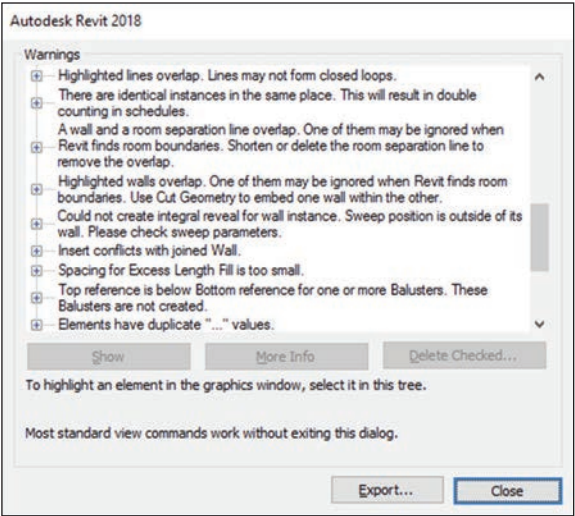 Autodesk Revit 2018
Warnings
Highlighted lines overlap. Lines may not form closed loops.
There are identical instances in the same place. This will result in double
counting in schedules.
A wall and a room separation line overlap. One of them may be ignored when
Revit finds room boundaries. Shorten or delete the room separation line to
remove the overlap.
Highlighted walls overlap. One of them may be ignored when Revit finds room
boundaries. Use Cut Geometry to embed one wall within the other.
Could not create integral reveal for wall instance. Sweep position is outside of its
wall. Please check sweep parameters.
Insert conflicts with joined Wall.
Spacing for Excess Length Fill is too small.
Top reference is below Bottom reference for one or more Balusters. These
Balusters are not created.
Elements have duplicate "..." values.
Show More Info Delete Checked...
To highlight an element in the graphics window, select it in this tree.
Most standard view commands work without exiting this dialog.
Export... Close